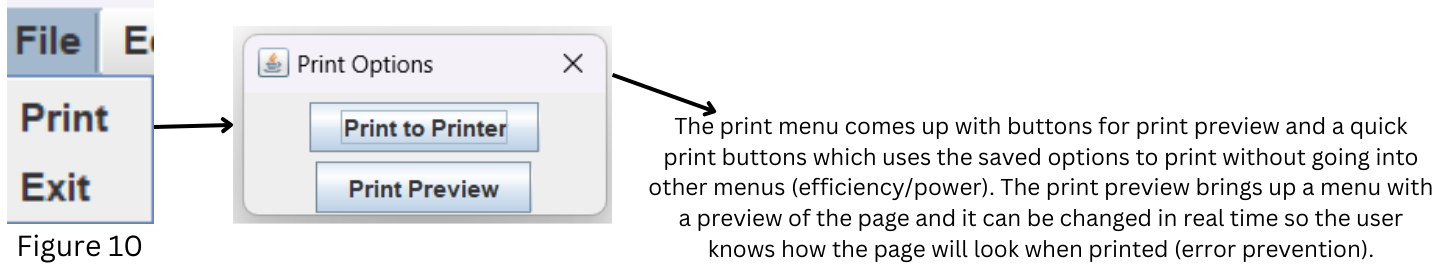 File
Print
Exit
Figure 10
Print Options
Print to Printer
Print Preview
The print menu comes up with buttons for print preview and a quick
print buttons which uses the saved options to print without going into
other menus (efficiency/power). The print preview brings up a menu with
a preview of the page and it can be changed in real time so the user
knows how the page will look when printed (error prevention).